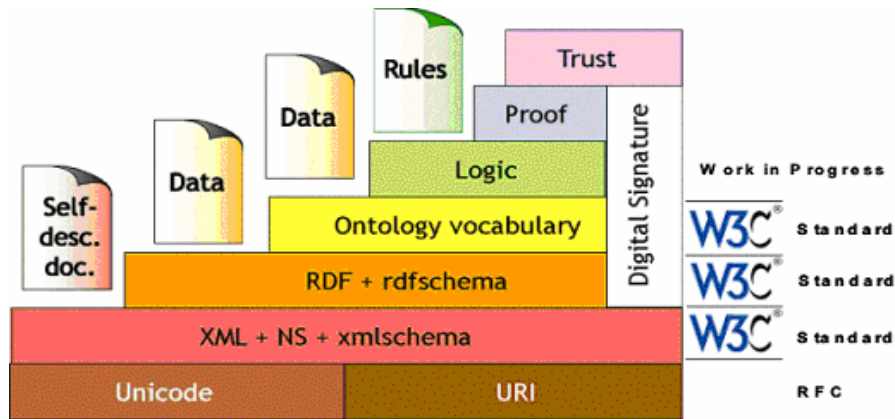 Rules
Trust
Data
Proof
Data
Logic
Digital Signature
Work in Progress
Self-
desc.
doc.
Ontology vocabulary
W3C® Standard
RDF + rdfschema
W3C® Standard
XML + NS + xmlschema
W3C® Standard
Unicode
URI
RFC